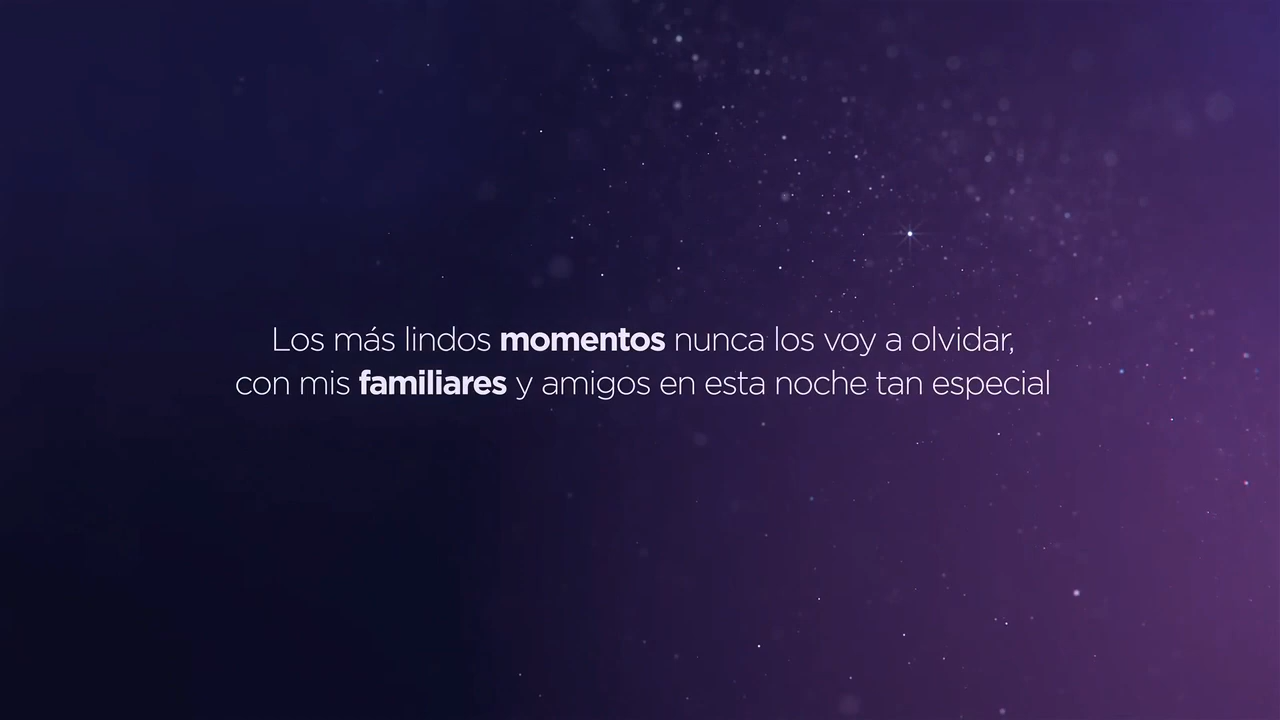 Los más lindos momentos nunca los voy a olvidar,
con mis familiares y amigos en esta noche tan especial